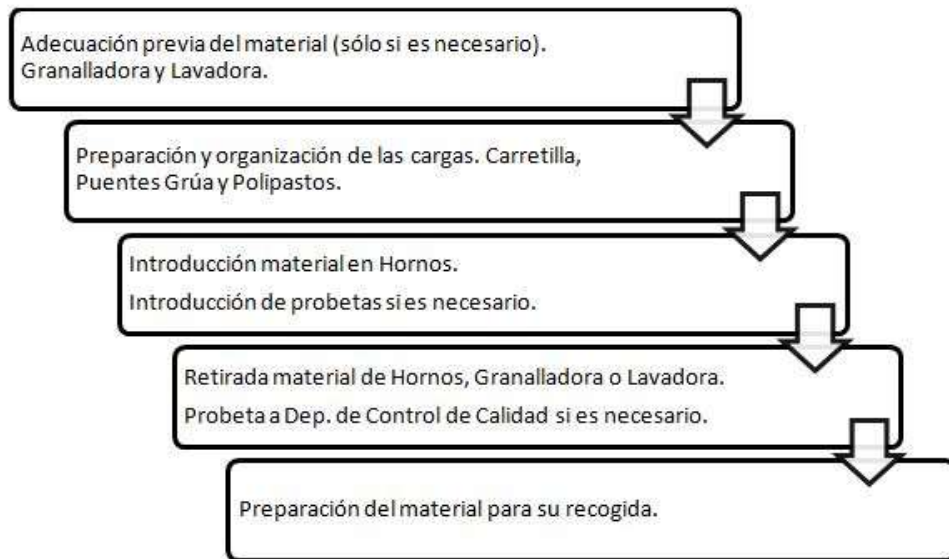 Adecuación previa del material (sólo si es necesario).
Granalladora y Lavadora.
Preparación y organización de las cargas. Carretilla,
Puentes Grúa y Polipastos.
Introducción material en Hornos.
Introducción de probetas si es necesario.
Retirada material de Hornos, Granalladora o Lavadora.
Probeta a Dep. de Control de Calidad si es necesario.
Preparación del material para su recogida.